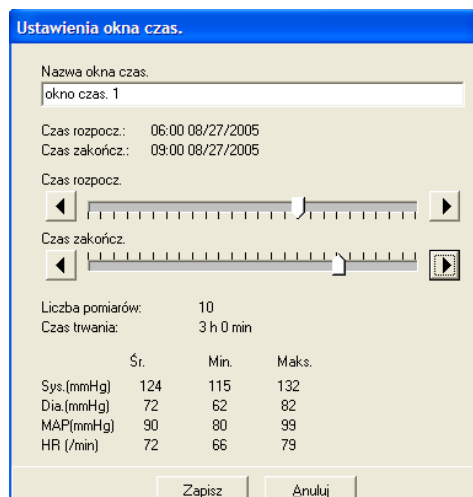 Ustawienia okna czas.
Nazwa okna czas.
okno czas. 1
Czas rozpocz.: 06:00 08/27/2005
Czas zakończ.: 09:00 08/27/2005
Czas rozpocz.
Czas zakończ.
Liczba pomiarów: 10
Czas trwania: 3 h 0 min
Śr. Min. Maks.
Sys.(mmHg) 124 115 132
Dia.(mmHg) 72 62 82
MAP(mmHg) 90 80 99
HR (/min) 72 66 79
Zapisz Anuluj